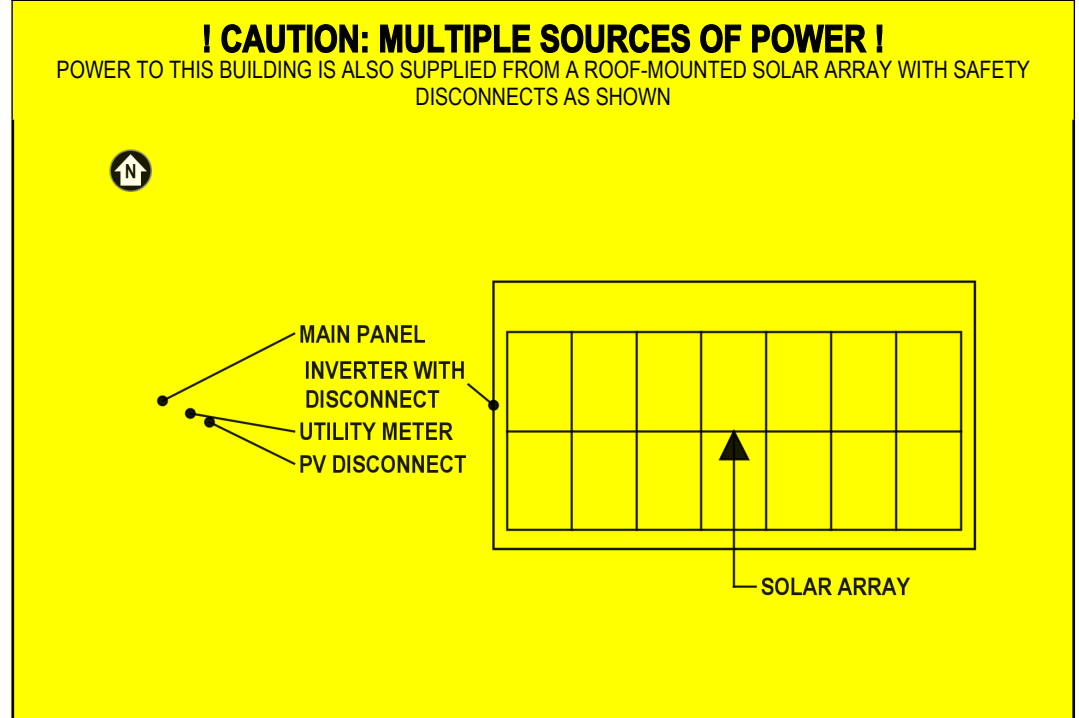 ! CAUTION: MULTIPLE SOURCES OF POWER !
POWER TO THIS BUILDING IS ALSO SUPPLIED FROM A ROOF-MOUNTED SOLAR ARRAY WITH SAFETY
DISCONNECTS AS SHOWN
N
MAIN PANEL
INVERTER WITH
DISCONNECT
UTILITY METER
PV DISCONNECT
SOLAR ARRAY